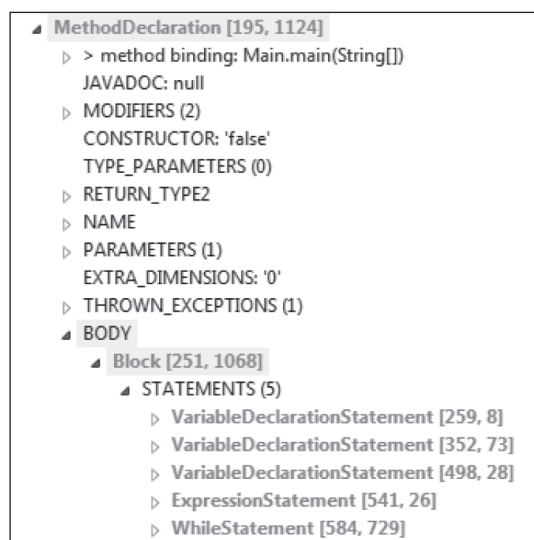 MethodDeclaration [195, 1124]
> method binding: Main.main(String[])
JAVADOC: null
MODIFIERS (2)
CONSTRUCTOR: 'false'
TYPE_PARAMETERS (0)
RETURN_TYPE2
NAME
PARAMETERS (1)
EXTRA_DIMENSIONS: '0'
THROWN_EXCEPTIONS (1)
BODY
Block [251, 1068]
STATEMENTS (5)
VariableDeclarationStatement [259, 8]
VariableDeclarationStatement [352, 73]
VariableDeclarationStatement [498, 28]
ExpressionStatement [541, 26]
WhileStatement [584, 729]